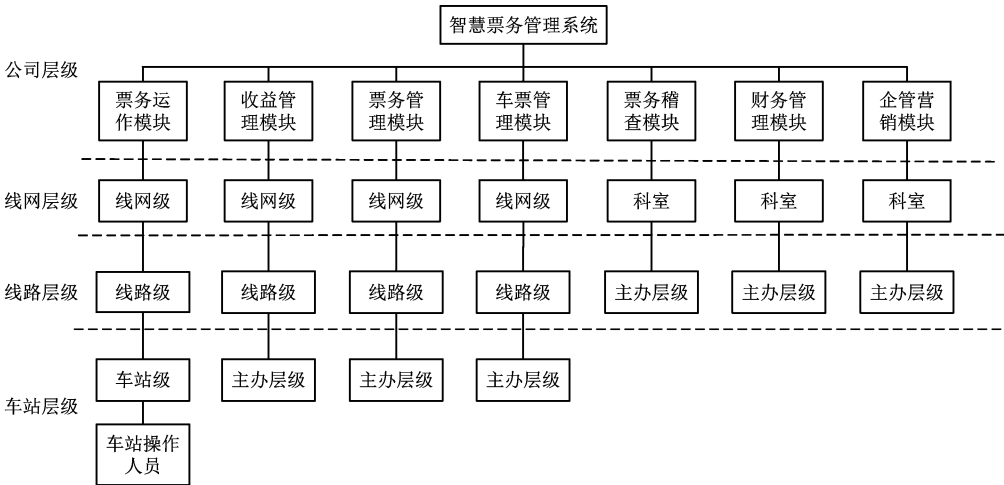 智慧票务管理系统
公司层级
票务运
作模块
收益管
理模块
票务管
理模块
车票管
理模块
票务稽
查模块
财务管
理模块
企管营
销模块
线网层级
线网级
线网级
线网级
线网级
科室
科室
科室
线路层级
线路级
线路级
线路级
线路级
主办层级
主办层级
主办层级
车站层级
车站级
主办层级
主办层级
主办层级
车站操作
人员